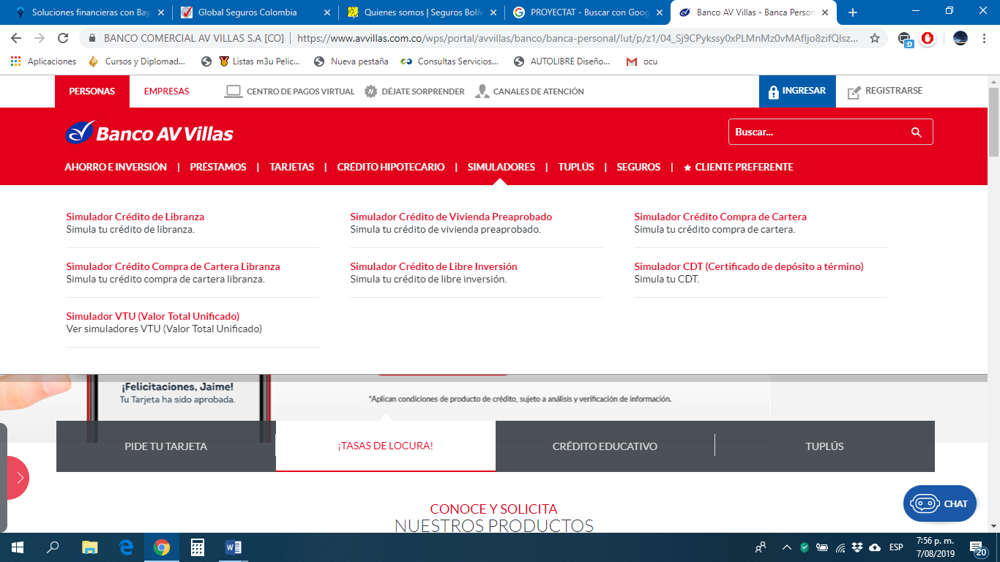 Soluciones financieras con Bay
Global Seguros Colombia
Quienes somos | Seguros Bolív
PROYECTAT - Buscar con Goog
Banco AV Villas - Banca Person
BANCO COMERCIAL AV VILLAS S.A [CO] | https://www.avvillas.com.co/wps/portal/avvillas/banco/banca-personal/!ut/p/z1/04_Sj9CPykssy0xPLMnMz0vMAfIjo8zifQIsz...
Aplicaciones
Cursos y Diplomad...
Listas m3u Pelic...
Nueva pestaña
Consultas Servicios...
AUTOLIBRE Diseño...
ocu
PERSONAS
EMPRESAS
CENTRO DE PAGOS VIRTUAL
DÉJATE SORPRENDER
CANALES DE ATENCIÓN
INGRESAR
REGISTRARSE
Banco AV Villas
Buscar...
AHORRO E INVERSIÓN | PRÉSTAMOS | TARJETAS | CRÉDITO HIPOTECARIO | SIMULADORES | TUPLÚS | SEGUROS | ★ CLIENTE PREFERENTE
Simulador Crédito de Libranza
Simula tu crédito de libranza.
Simulador Crédito de Vivienda Preaprobado
Simula tu crédito de vivienda preaprobado.
Simulador Crédito Compra de Cartera
Simula tu crédito compra de cartera.
Simulador Crédito Compra de Cartera Libranza
Simula tu crédito compra de cartera libranza.
Simulador Crédito de Libre Inversión
Simula tu crédito de libre inversión.
Simulador CDT (Certificado de depósito a término)
Simula tu CDT.
Simulador VTU (Valor Total Unificado)
Ver simuladores VTU (Valor Total Unificado)
¡Felicitaciones, Jaime!
Tu Tarjeta ha sido aprobada.
*Aplican condiciones de producto de crédito, sujeto a análisis y verificación de información.
PIDE TU TARJETA
¡TASAS DE LOCURA!
CRÉDITO EDUCATIVO
TUPLÚS
CHAT
CONOCE Y SOLICITA
NUESTROS PRODUCTOS
ESP
7:56 p. m.
7/08/2019
20